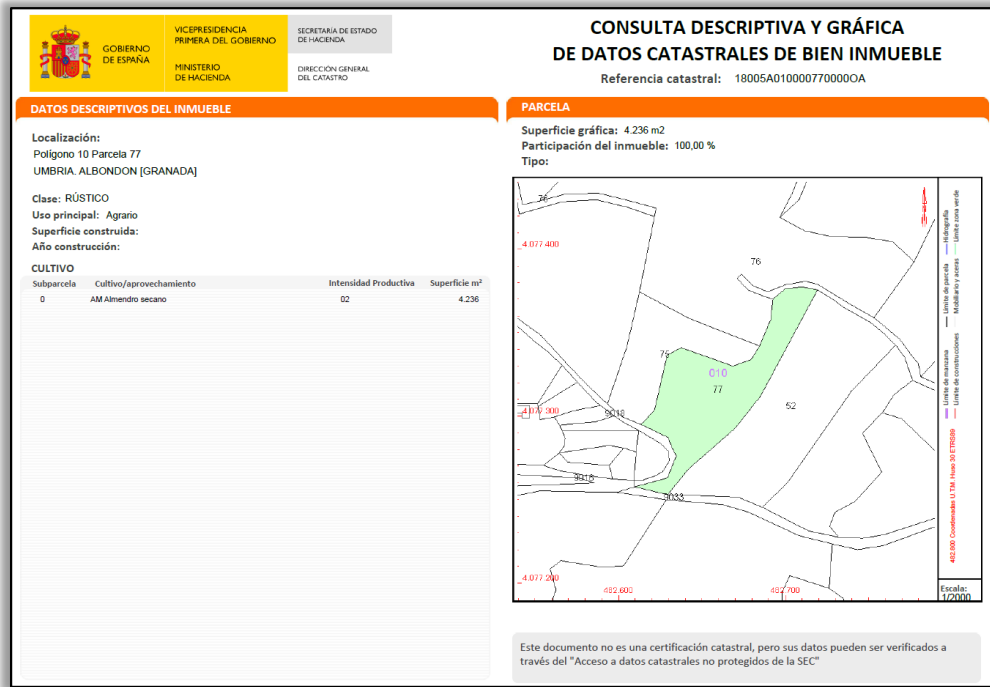 GOBIERNO
DE ESPAÑA
VICEPRESIDENCIA
PRIMERA DEL GOBIERNO
MINISTERIO
DE HACIENDA
SECRETARÍA DE ESTADO
DE HACIENDA
DIRECCIÓN GENERAL
DEL CATASTRO
CONSULTA DESCRIPTIVA Y GRÁFICA
DE DATOS CATASTRALES DE BIEN INMUEBLE
Referencia catastral: 18005A010000770000OA
DATOS DESCRIPTIVOS DEL INMUEBLE
Localización:
Polígono 10 Parcela 77
UMBRIA. ALBONDON [GRANADA]
Clase: RÚSTICO
Uso principal: Agrario
Superficie construida:
Año construcción:
CULTIVO
Subparcela Cultivo/aprovechamiento Intensidad Productiva Superficie m²
0 AM Almendro secano 02 4.236
PARCELA
Superficie gráfica: 4.236 m2
Participación del inmueble: 100,00 %
Tipo:
76
4.077.400
76
75
010
77
52
4.077.300
9018
9016
9033
4.077.200
482.600
482.700
Límite de manzana
Límite de parcela
Hidrografía
Límite de construcciones
Mobiliario y aceras
Límite zona verde
482.800 Coordenadas U.T.M. Huso 30 ETRS89
Escala:
1/2000
Este documento no es una certificación catastral, pero sus datos pueden ser verificados a
través del "Acceso a datos catastrales no protegidos de la SEC"